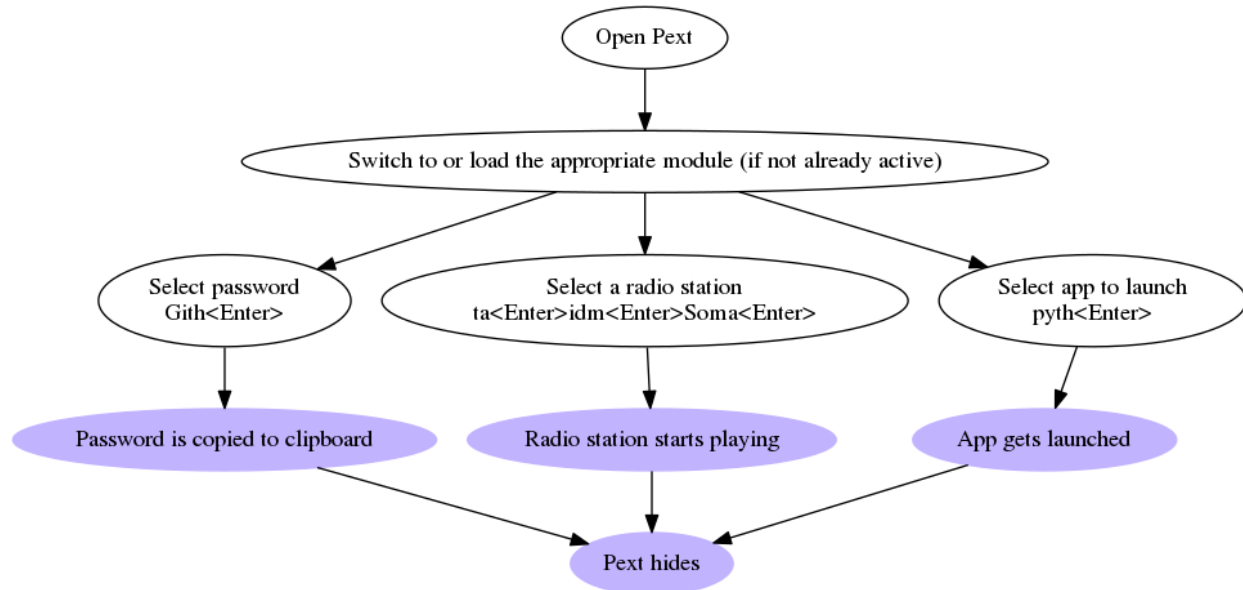 Open Pext
Switch to or load the appropriate module (if not already active)
Select password
Gith<Enter>
Select a radio station
ta<Enter>idm<Enter>Soma<Enter>
Select app to launch
pyth<Enter>
Password is copied to clipboard
Radio station starts playing
App gets launched
Pext hides